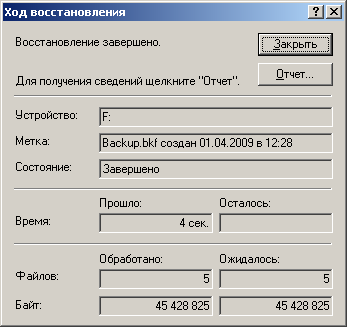 Ход восстановления
Восстановление завершено.
Закрыть
Для получения сведений щелкните "Отчет".
Отчет...
Устройство: F:
Метка: Backup.bkf создан 01.04.2009 в 12:28
Состояние: Завершено
Прошло: Осталось:
Время: 4 сек.
Обработано: Ожидалось:
Файлов: 5 5
Байт: 45 428 825 45 428 825